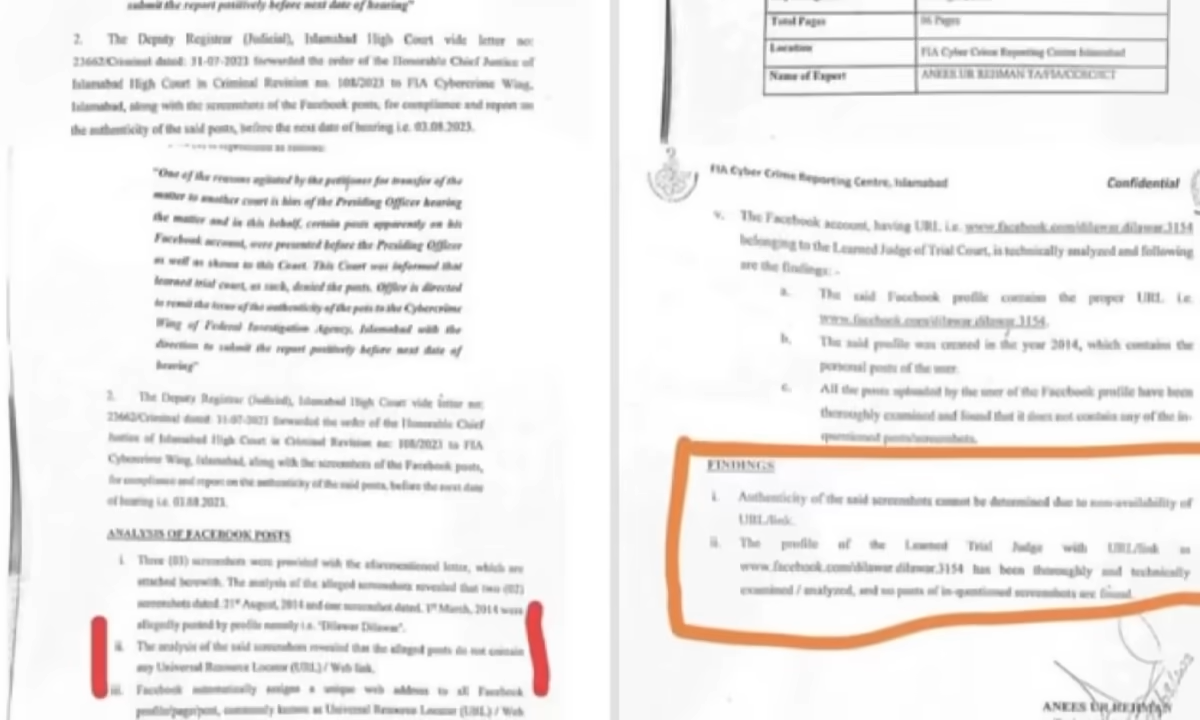 submit the report positively before next date of hearing"
2. The Deputy Registrar (Judicial), Islamabad High Court vide letter no:
23662/Criminal dated: 31-07-2023 forwarded the order of the Honorable Chief Justice of
Islamabad High Court in Criminal Revision no. 108/2023 to FIA Cybercrime Wing,
Islamabad, along with the screenshots of the Facebook posts, for compliance and report on
the authenticity of the said posts, before the next date of hearing i.e. 03.08.2023.
"One of the reasons agitated by the petitioner for transfer of the
matter to another court is bias of the Presiding Officer hearing
the matter and in this behalf, certain posts apparently on his
Facebook account, were presented before the Presiding Officer
as well as shown to this Court. This Court was informed that
learned trial court, as such, denied the posts. Office is directed
to remit the issue of the authenticity of the posts to the Cybercrime
Wing of Federal Investigation Agency, Islamabad with the
direction to submit the report positively before next date of
hearing"
2. The Deputy Registrar (Judicial), Islamabad High Court vide letter no:
23662/Criminal dated: 31-07-2023 forwarded the order of the Honorable Chief
Justice of Islamabad High Court in Criminal Revision no: 108/2023 to FIA
Cybercrime Wing, Islamabad, along with the screenshots of the Facebook posts,
for compliance and report on the authenticity of the said posts, before the next date
of hearing i.e. 03.08.2023.
ANALYSIS OF FACEBOOK POSTS
i. Three (03) screenshots were provided with the aforementioned letter, which are
attached herewith. The analysis of the alleged screenshots revealed that two (02)
screenshots dated: 21st August, 2014 and one screenshot dated: 1st March, 2014 were
allegedly posted by profile namely i.e. "Dilawar Dilawar".
ii. The analysis of the said screenshots revealed that the alleged posts do not contain
any Universal Resource Locator (URL) / Web link.
iii. Facebook automatically assigns a unique web address to all Facebook
profile/page/post, commonly known as Universal Resource Locator (URL) / Web
Total Pages 06 Pages
Location FIA Cyber Crime Reporting Centre Islamabad
Name of Expert ANEES UR REHMAN
FIA Cyber Crime Reporting Centre, Islamabad Confidential
v. The Facebook account, having URL i.e. www.facebook.com/dilawar.dilawar.3154
belonging to the Learned Judge of Trial Court, is technically analyzed and following
are the findings: -
a. The said Facebook profile contains the proper URL i.e.
www.facebook.com/dilawar.dilawar.3154.
b. The said profile was created in the year 2014, which contains the
personal posts of the user.
c. All the posts uploaded by the user of the Facebook profile have been
thoroughly examined and found that it does not contain any of the in-
questioned posts/screenshots.
FINDINGS
i. Authenticity of the said screenshots cannot be determined due to non-availability of
URL/link.
ii. The profile of the Learned Trial Judge with URL/link as
www.facebook.com/dilawar.dilawar.3154 has been thoroughly and technically
examined / analyzed, and no posts of in-questioned screenshots are found.
ANEES UR REHMAN